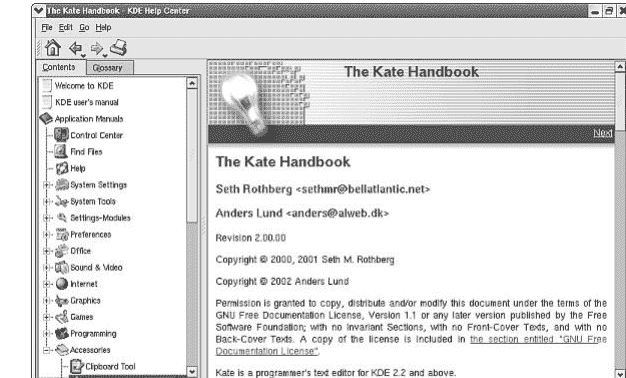 The Kate Handbook - KDE Help Center
File Edit Go Help
Contents Glossary
Welcome to KDE
KDE user's manual
Application Manuals
Control Center
Find Files
Help
System Settings
System Tools
Settings-Modules
Preferences
Office
Sound & Video
Internet
Graphics
Games
Programming
Accessories
Clipboard Tool
The Kate Handbook
Next
The Kate Handbook
Seth Rothberg <sethmr@bellatlantic.net>
Anders Lund <anders@alweb.dk>
Revision 2.00.00
Copyright © 2000, 2001 Seth M. Rothberg
Copyright © 2002 Anders Lund
Permission is granted to copy, distribute and/or modify this document under the terms of the
GNU Free Documentation License, Version 1.1 or any later version published by the Free
Software Foundation; with no Invariant Sections, with no Front-Cover Texts, and with no
Back-Cover Texts. A copy of the license is included in the section entitled "GNU Free
Documentation License".
Kate is a programmer's text editor for KDE 2.2 and above.